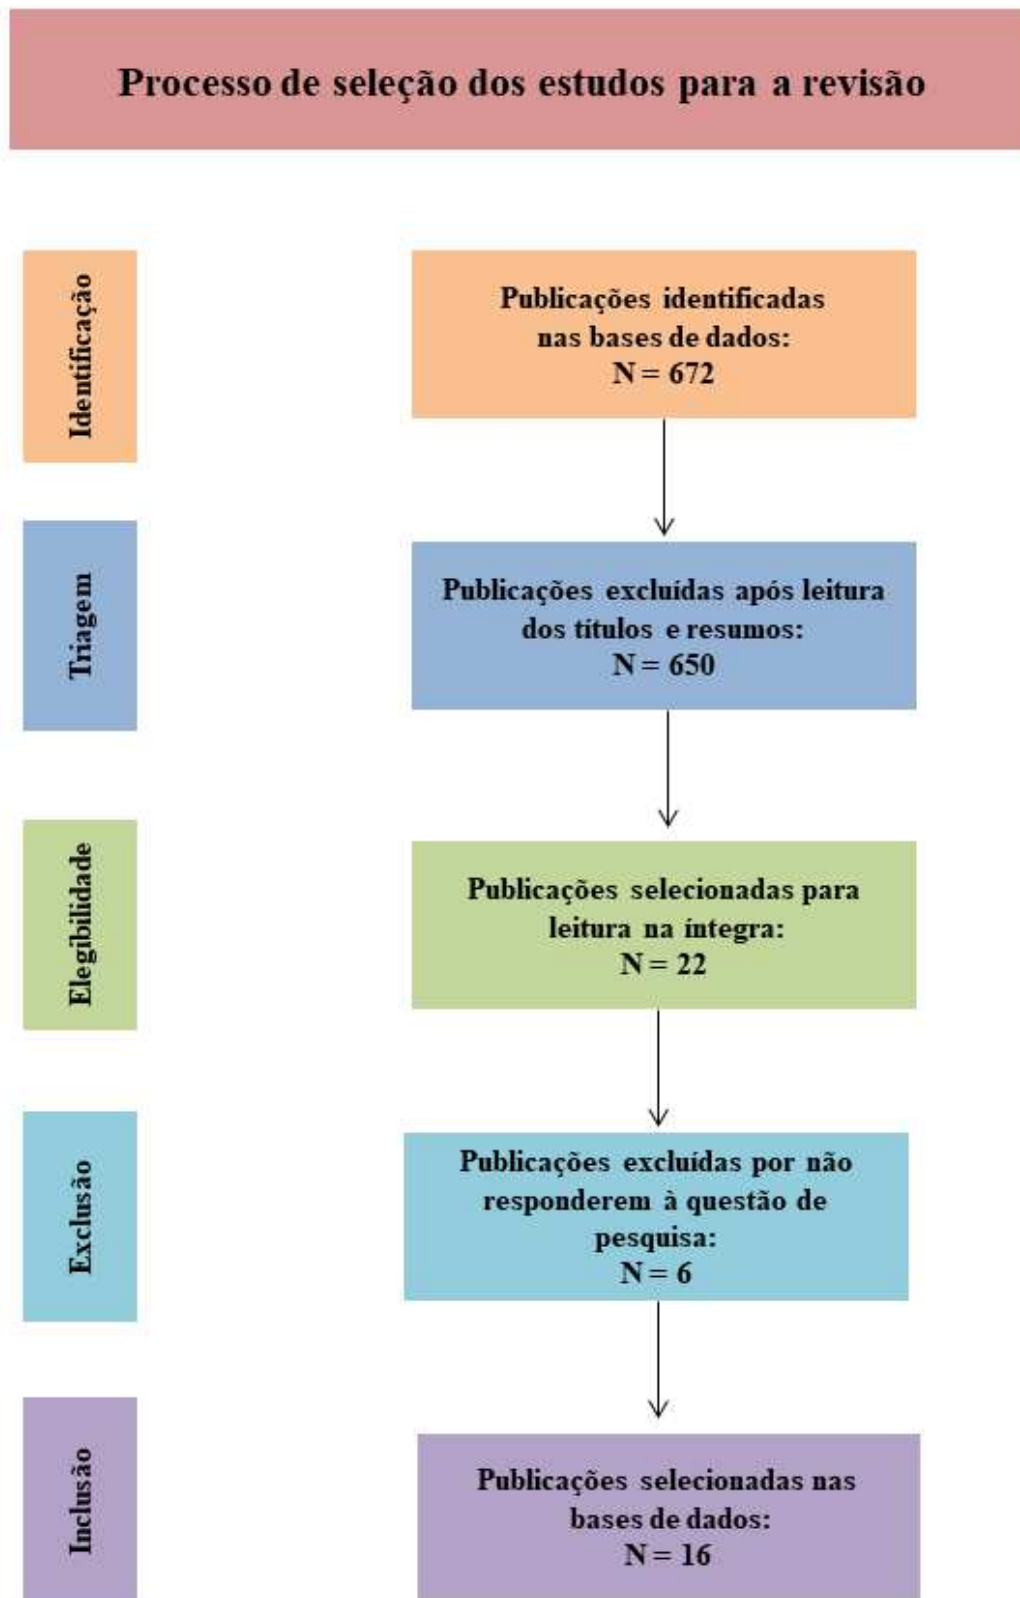 Processo de seleção dos estudos para a revisão
Identificação
Publicações identificadas
nas bases de dados:
N = 672
Triagem
Publicações excluídas após leitura
dos títulos e resumos:
N = 650
Elegibilidade
Publicações selecionadas para
leitura na íntegra:
N = 22
Exclusão
Publicações excluídas por não
responderem à questão de
pesquisa:
N = 6
Inclusão
Publicações selecionadas nas
bases de dados:
N = 16